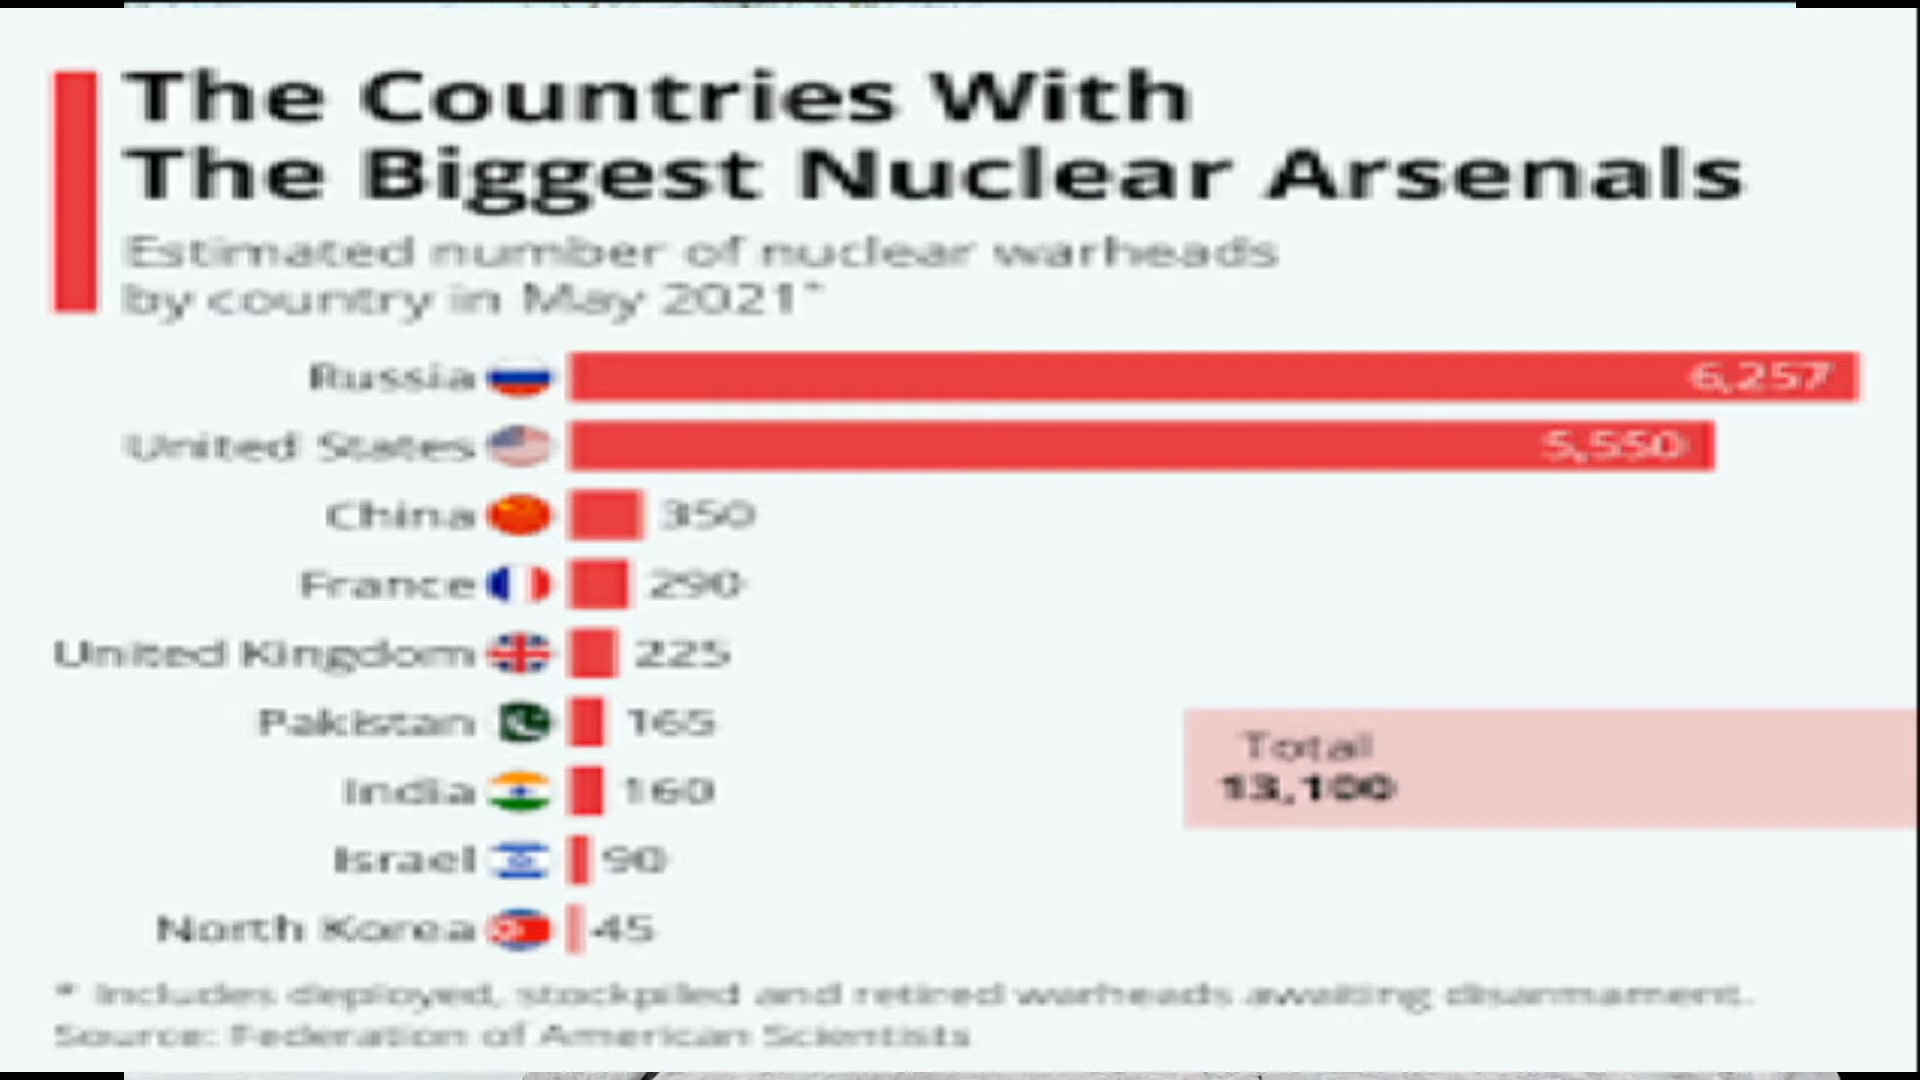 The Countries With
The Biggest Nuclear Arsenals
Estimated number of nuclear warheads
by country in May 2021*
Russia 6,257
United States 5,550
China 350
France 290
United Kingdom 225
Pakistan 165
India 160
Israel 90
North Korea 45
Total
13,100
* Includes deployed, stockpiled and retired warheads awaiting disarmament.
Source: Federation of American Scientists